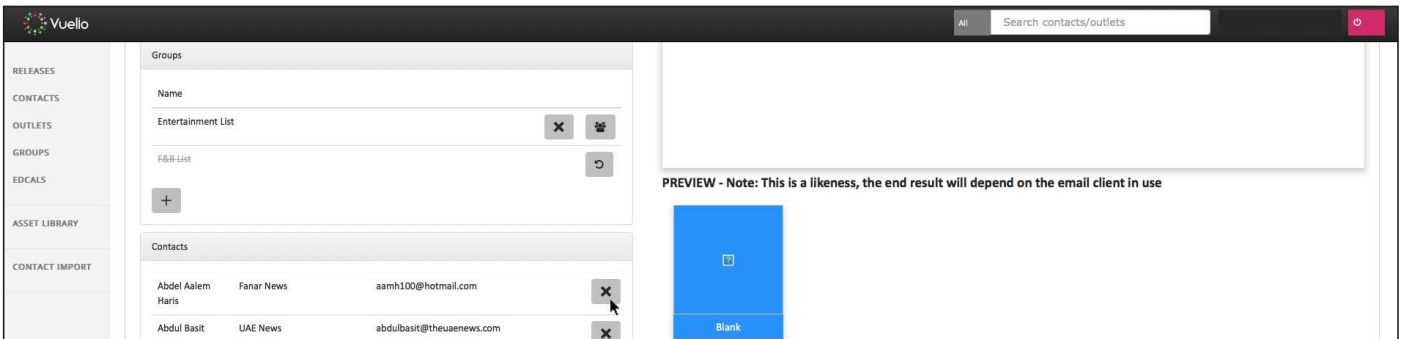 Vuelio
All
Search contacts/outlets
RELEASES
CONTACTS
OUTLETS
GROUPS
EDCALS
ASSET LIBRARY
CONTACT IMPORT
Groups
Name
Entertainment List
F&B List
Contacts
Abdel Aalem Fanar News aamh100@hotmail.com
Haris
Abdul Basit UAE News abdulbasit@theuaenews.com
PREVIEW - Note: This is a likeness, the end result will depend on the email client in use
Blank